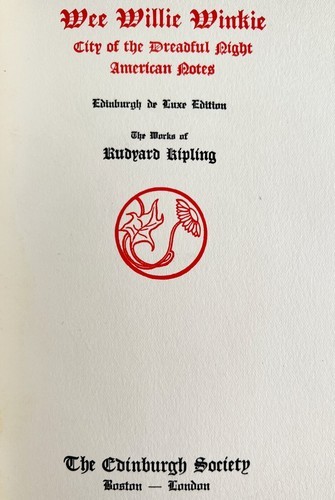 Wee Willie Winkie
City of the Dreadful Night
American Notes
Edinburgh de Luxe Edition
The Works of
Rudyard Kipling
The Edinburgh Society
Boston — London